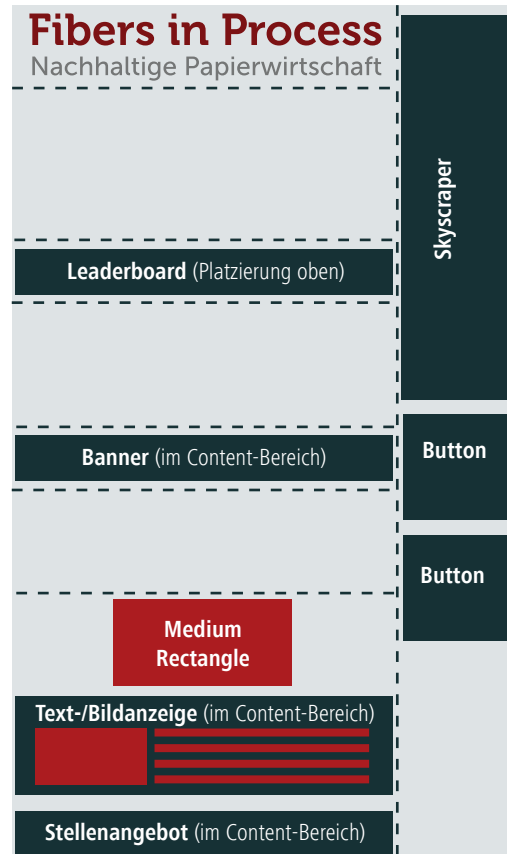 Fibers in Process
Nachhaltige Papierwirtschaft
Skyscraper
Leaderboard (Platzierung oben)
Banner (im Content-Bereich)
Button
Button
Medium
Rectangle
Text-/Bildanzeige (im Content-Bereich)
Stellenangebot (im Content-Bereich)